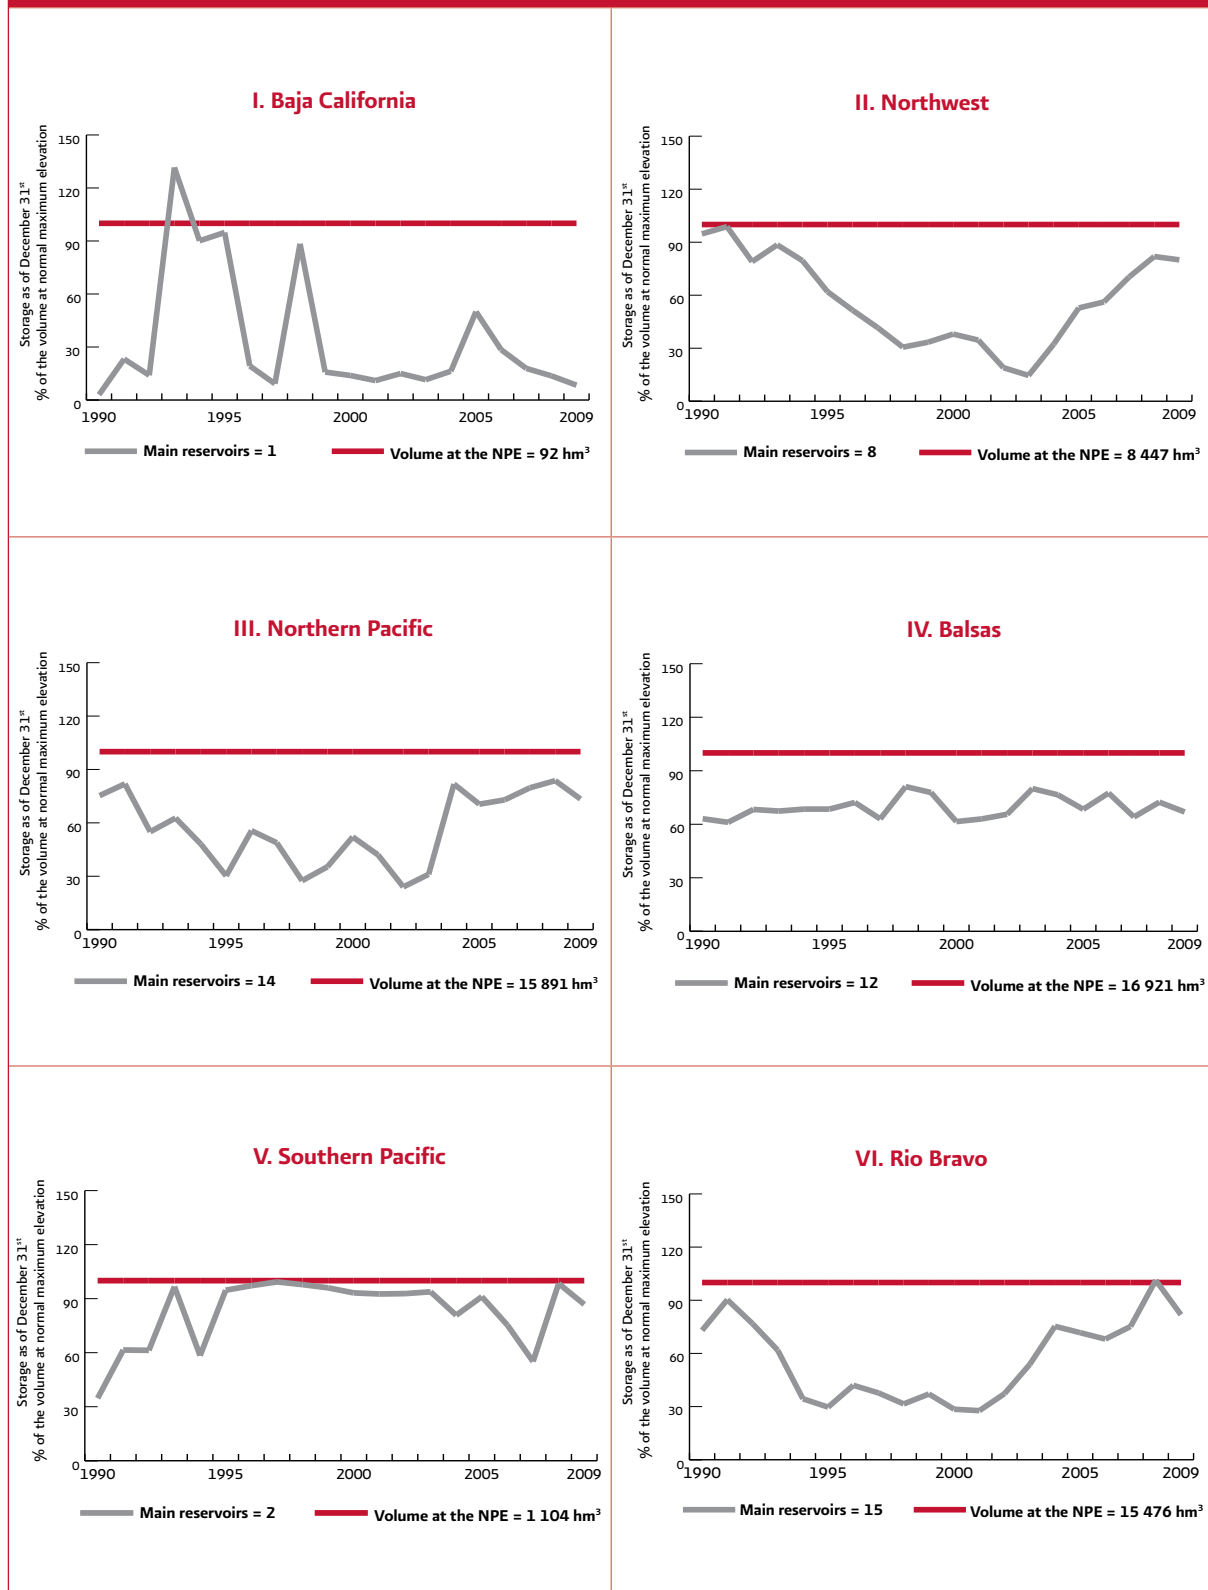 I. Baja California
Storage as of December 31st
% of the volume at normal maximum elevation
150
120
90
60
30
0
1990 1995 2000 2005 2009
Main reservoirs = 1 Volume at the NPE = 92 hm3
II. Northwest
Storage as of December 31st
% of the volume at normal maximum elevation
150
120
90
60
30
0
1990 1995 2000 2005 2009
Main reservoirs = 8 Volume at the NPE = 8 447 hm3
III. Northern Pacific
Storage as of December 31st
% of the volume at normal maximum elevation
150
120
90
60
30
0
1990 1995 2000 2005 2009
Main reservoirs = 14 Volume at the NPE = 15 891 hm3
IV. Balsas
Storage as of December 31st
% of the volume at normal maximum elevation
150
120
90
60
30
0
1990 1995 2000 2005 2009
Main reservoirs = 12 Volume at the NPE = 16 921 hm3
V. Southern Pacific
Storage as of December 31st
% of the volume at normal maximum elevation
150
120
90
60
30
0
1990 1995 2000 2005 2009
Main reservoirs = 2 Volume at the NPE = 1 104 hm3
VI. Rio Bravo
Storage as of December 31st
% of the volume at normal maximum elevation
150
120
90
60
30
0
1990 1995 2000 2005 2009
Main reservoirs = 15 Volume at the NPE = 15 476 hm3